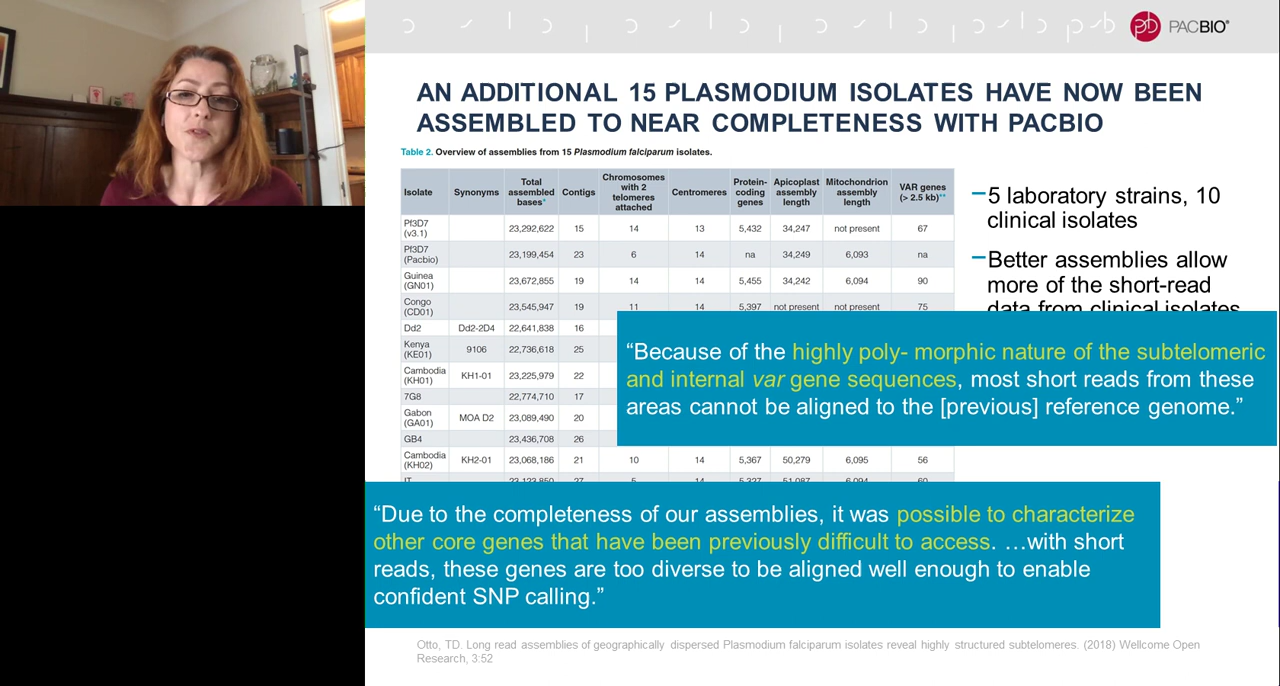 PACBIO®
AN ADDITIONAL 15 PLASMODIUM ISOLATES HAVE NOW BEEN
ASSEMBLED TO NEAR COMPLETENESS WITH PACBIO
Table 2. Overview of assemblies from 15 Plasmodium falciparum isolates.
Isolate Synonyms Total assembled bases* Contigs Chromosomes with 2 telomeres attached Centromeres Protein-coding genes Apicoplast assembly length Mitochondrion assembly length VAR genes (> 2.5 kb)**
Pf3D7 (v3.1) 23,292,622 15 14 13 5,432 34,247 not present 67
Pf3D7 (Pacbio) 23,199,454 23 6 14 na 34,249 6,093 na
Guinea (GN01) 23,672,855 19 14 14 5,455 34,242 6,094 90
Congo (CD01) 23,545,947 19 11 14 5,397 not present not present 75
Dd2 Dd2-2D4 22,641,838 16
Kenya (KE01) 9106 22,736,618 25
Cambodia (KH01) KH1-01 23,225,979 22
7G8 22,774,710 17
Gabon (GA01) MOA D2 23,089,490 20
GB4 23,436,708 26
Cambodia (KH02) KH2-01 23,068,186 21 10 14 5,367 50,279 6,095 56
–5 laboratory strains, 10
clinical isolates
–Better assemblies allow
more of the short-read
data from clinical isolates
“Because of the highly poly- morphic nature of the subtelomeric
and internal var gene sequences, most short reads from these
areas cannot be aligned to the [previous] reference genome.”
“Due to the completeness of our assemblies, it was possible to characterize
other core genes that have been previously difficult to access. …with short
reads, these genes are too diverse to be aligned well enough to enable
confident SNP calling.”
Otto, TD. Long read assemblies of geographically dispersed Plasmodium falciparum isolates reveal highly structured subtelomeres. (2018) Wellcome Open
Research, 3:52